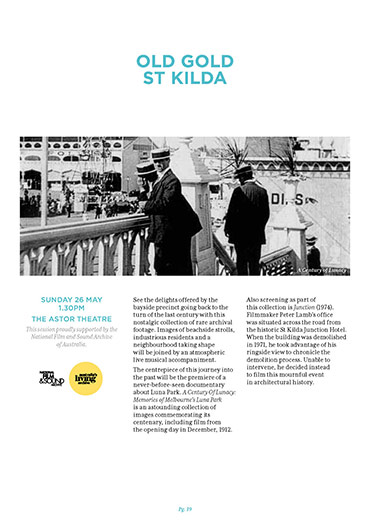 OLD GOLD
ST KILDA
DI. S
A Century of Lunacy
SUNDAY 26 MAY
1.30PM
THE ASTOR THEATRE
This session proudly supported by the
National Film and Sound Archive
of Australia.
FILM
&SOUND
living
See the delights offered by the
bayside precinct going back to the
turn of the last century with this
nostalgic collection of rare archival
footage. Images of beachside strolls,
industrious residents and a
neighbourhood taking shape
will be joined by an atmospheric
live musical accompaniment.
The centrepiece of this journey into
the past will be the premiere of a
never-before-seen documentary
about Luna Park. A Century Of Lunacy:
Memories of Melbourne's Luna Park
is an astounding collection of
images commemorating its
centenary, including film from
the opening day in December, 1912.
Also screening as part of
this collection is Junction (1974).
Filmmaker Peter Lamb's office
was situated across the road from
the historic St Kilda Junction Hotel.
When the building was demolished
in 1971, he took advantage of his
ringside view to chronicle the
demolition process. Unable to
intervene, he decided instead
to film this mournful event
in architectural history.